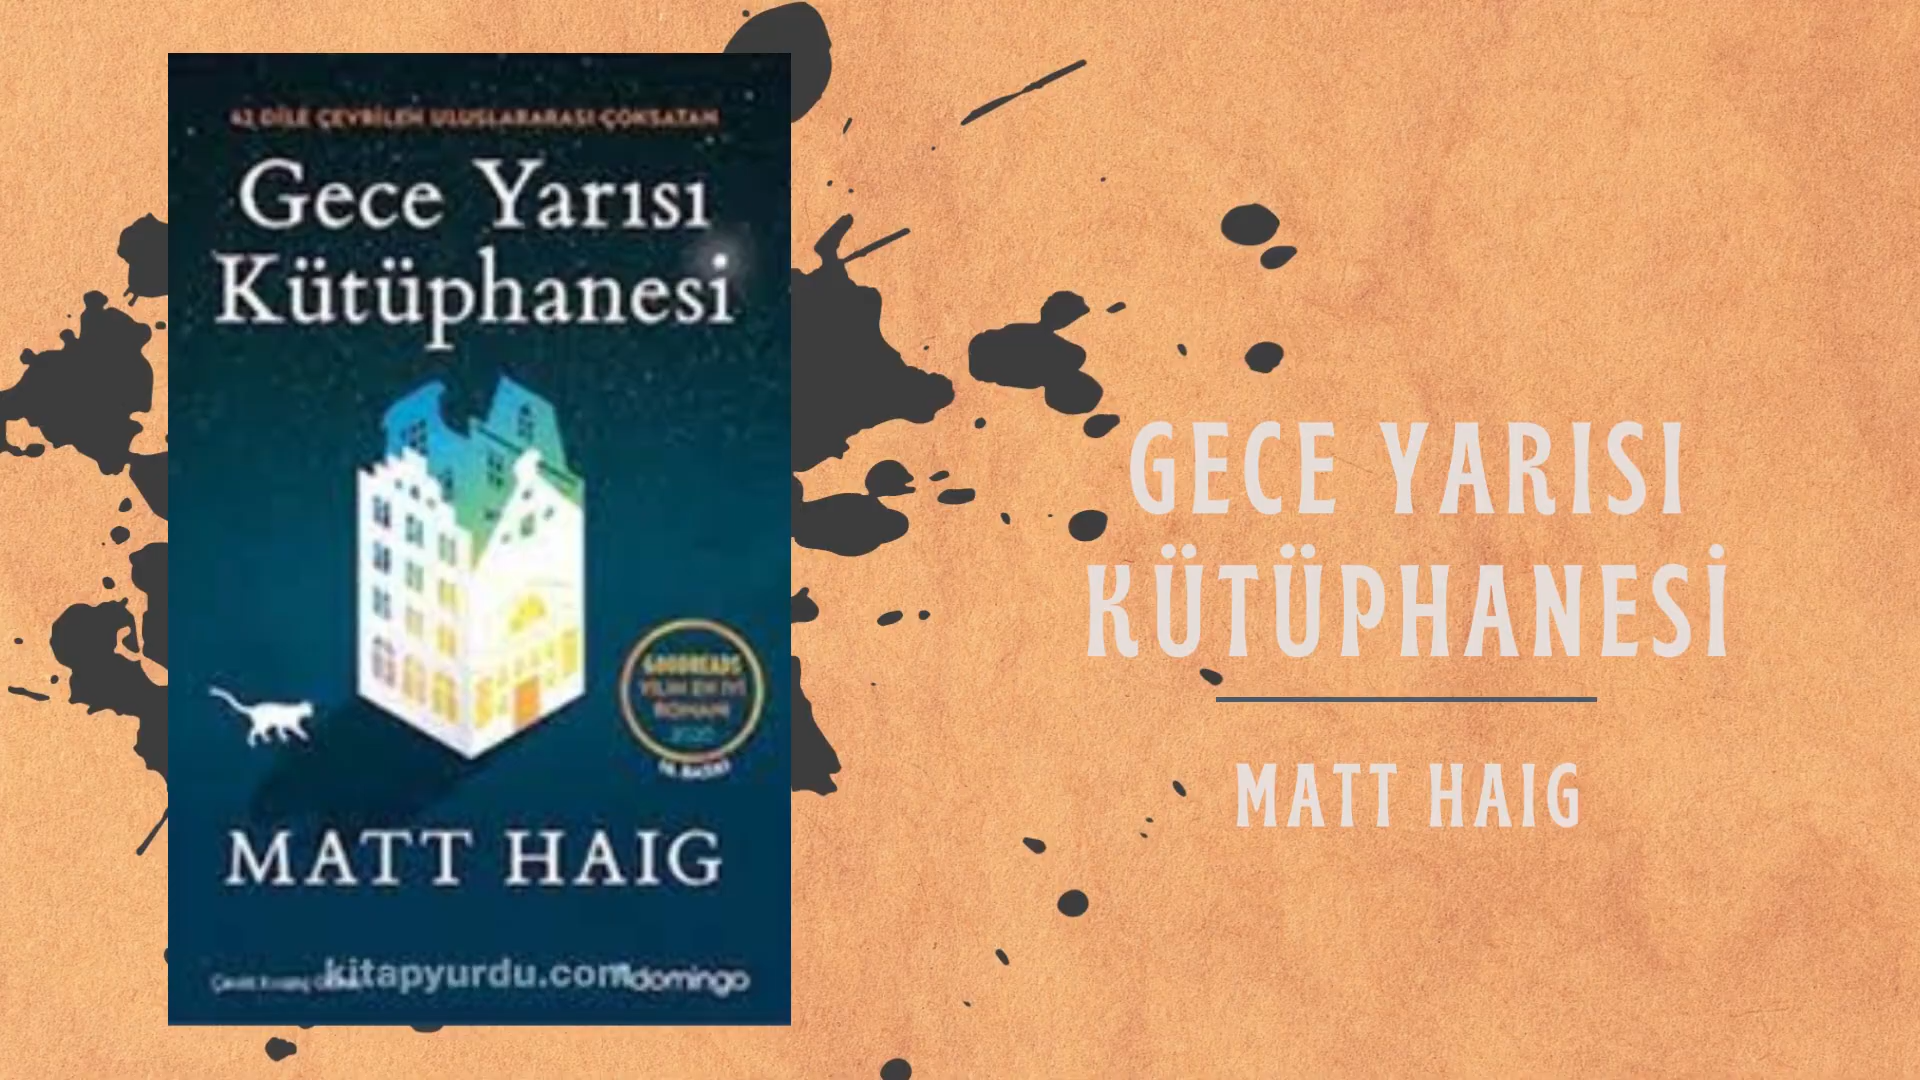 42 DİLE ÇEVRİLEN ULUSLARARASI ÇOKSATAN
Gece Yarısı
Kütüphanesi
GOODREADS
YILIN EN İYİ
ROMANI
2020
MATT HAIG
kitapyurdu.com
domingo
GECE YARISI
KÜTÜPHANESİ
MATT HAIG